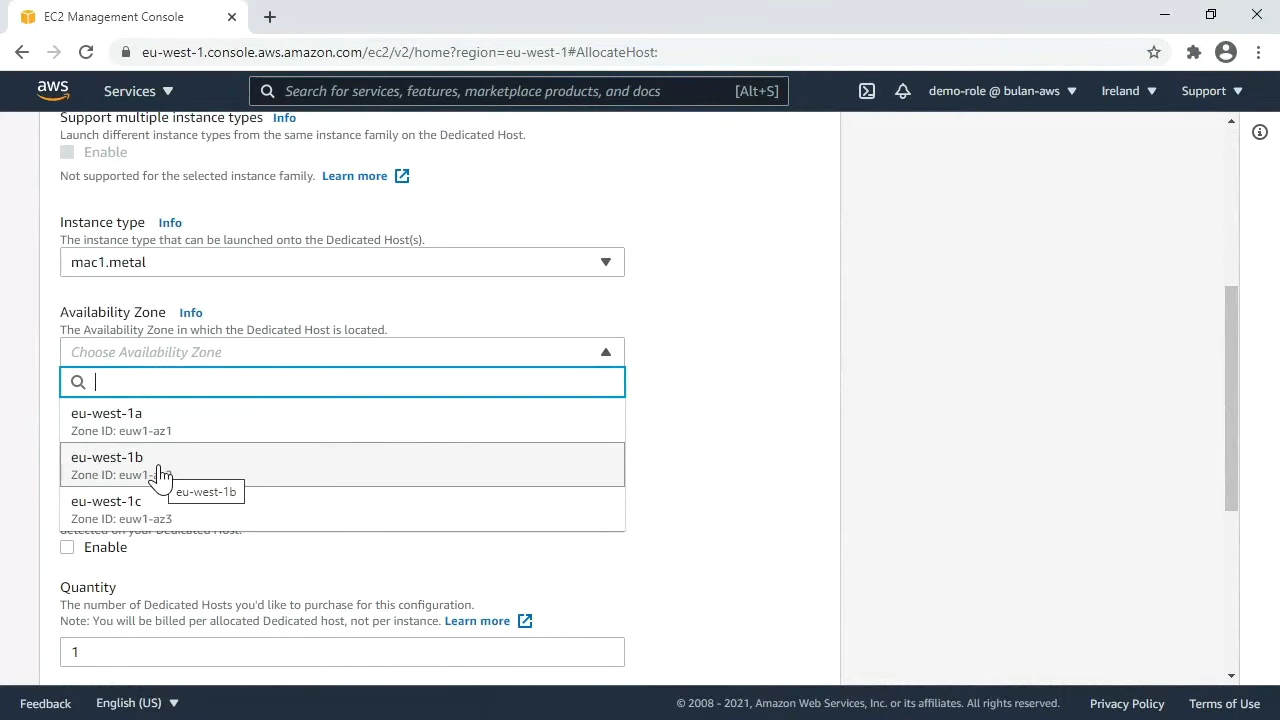 EC2 Management Console
eu-west-1.console.aws.amazon.com/ec2/v2/home?region=eu-west-1#AllocateHost:
aws
Services
Search for services, features, marketplace products, and docs [Alt+S]
demo-role @ bulan-aws
Ireland
Support
Support multiple instance types Info
Launch different instance types from the same instance family on the Dedicated Host.
Enable
Not supported for the selected instance family. Learn more
Instance type Info
The instance type that can be launched onto the Dedicated Host(s).
mac1.metal
Availability Zone Info
The Availability Zone in which the Dedicated Host is located.
Choose Availability Zone
eu-west-1a
Zone ID: euw1-az1
eu-west-1b
Zone ID: euw1-
eu-west-1b
eu-west-1c
Zone ID: euw1-az3
detected on your Dedicated Host.
Enable
Quantity
The number of Dedicated Hosts you'd like to purchase for this configuration.
Note: You will be billed per allocated Dedicated host, not per instance. Learn more
1
Feedback
English (US)
© 2008 - 2021, Amazon Web Services, Inc. or its affiliates. All rights reserved.
Privacy Policy
Terms of Use